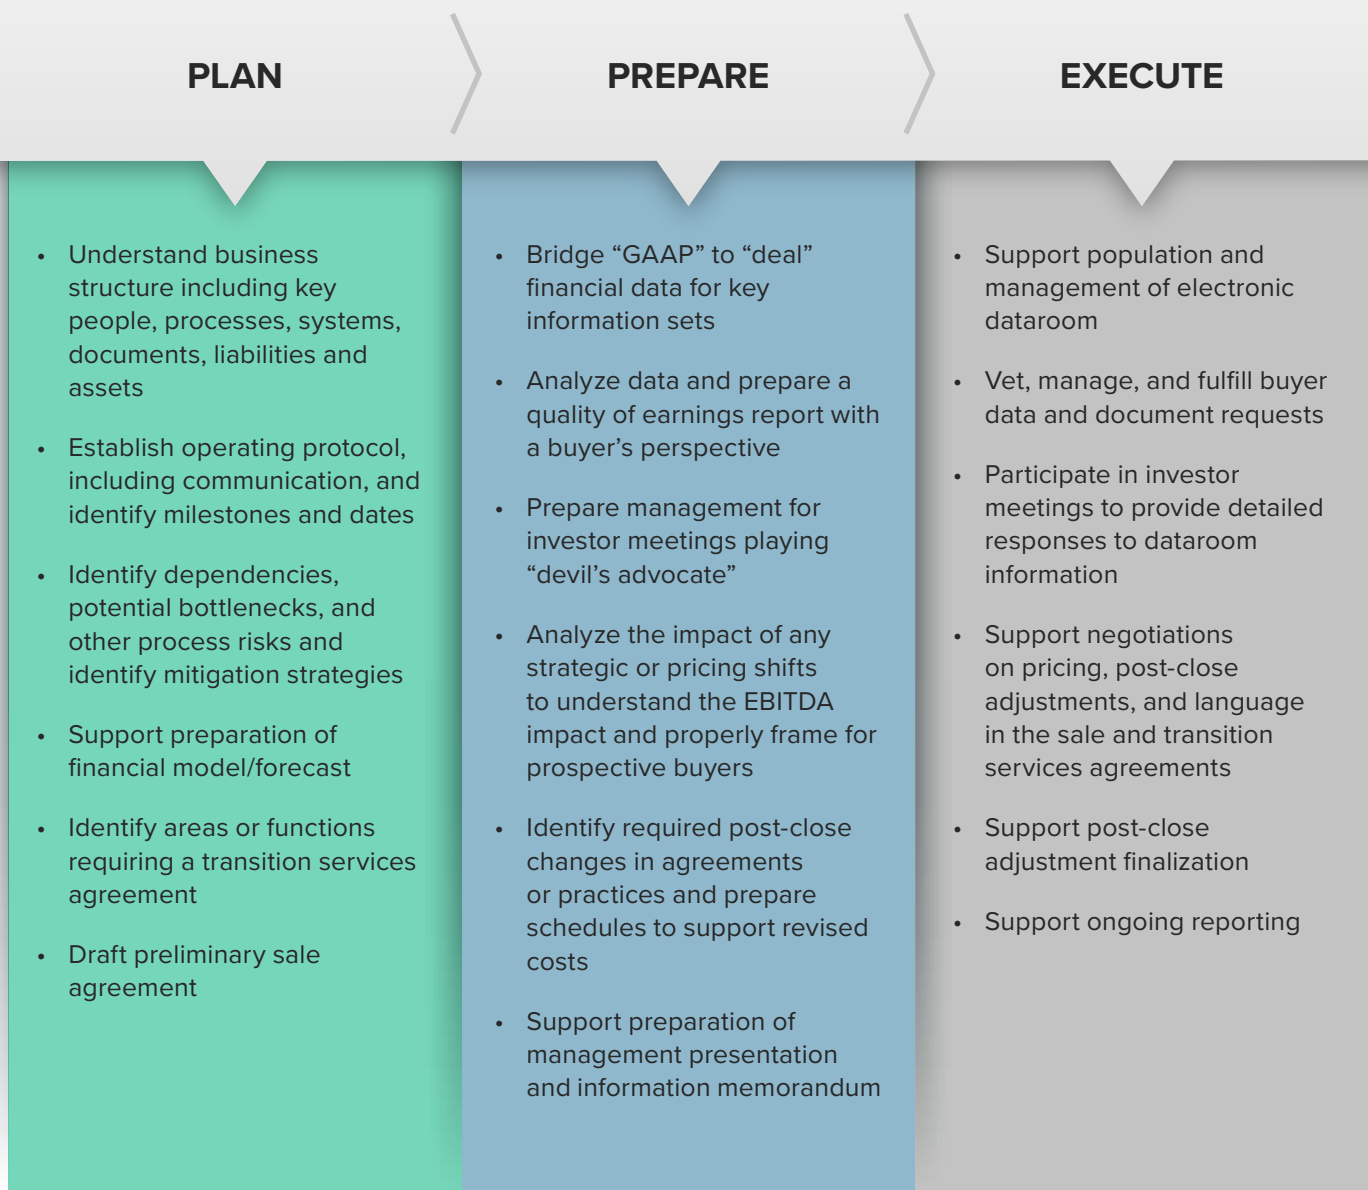 PLAN
PREPARE
EXECUTE
• Understand business
structure including key
people, processes, systems,
documents, liabilities and
assets
• Establish operating protocol,
including communication, and
identify milestones and dates
• Identify dependencies,
potential bottlenecks, and
other process risks and
identify mitigation strategies
• Support preparation of
financial model/forecast
• Identify areas or functions
requiring a transition services
agreement
• Draft preliminary sale
agreement
• Bridge “GAAP” to “deal”
financial data for key
information sets
• Analyze data and prepare a
quality of earnings report with
a buyer’s perspective
• Prepare management for
investor meetings playing
“devil’s advocate”
• Analyze the impact of any
strategic or pricing shifts
to understand the EBITDA
impact and properly frame for
prospective buyers
• Identify required post-close
changes in agreements
or practices and prepare
schedules to support revised
costs
• Support preparation of
management presentation
and information memorandum
• Support population and
management of electronic
dataroom
• Vet, manage, and fulfill buyer
data and document requests
• Participate in investor
meetings to provide detailed
responses to dataroom
information
• Support negotiations
on pricing, post-close
adjustments, and language
in the sale and transition
services agreements
• Support post-close
adjustment finalization
• Support ongoing reporting